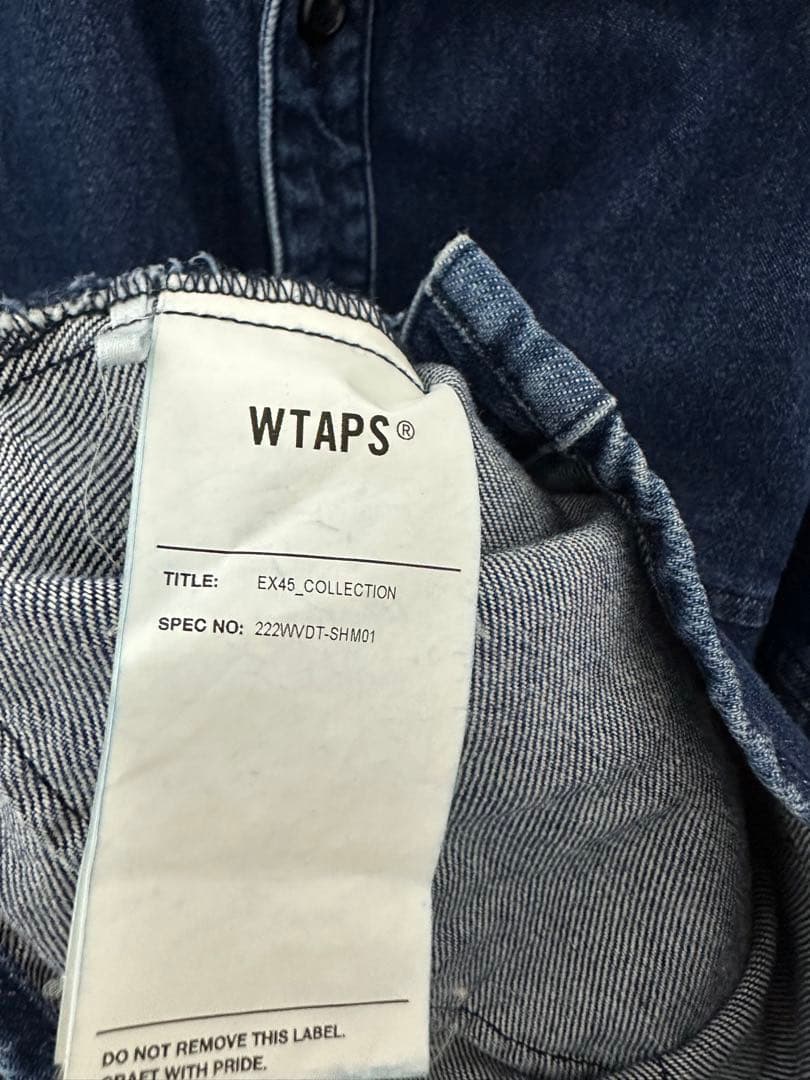 WTAPS®
TITLE: EX45_COLLECTION
SPEC NO: 222WVDT-SHM01
DO NOT REMOVE THIS LABEL.
CRAFT WITH PRIDE.